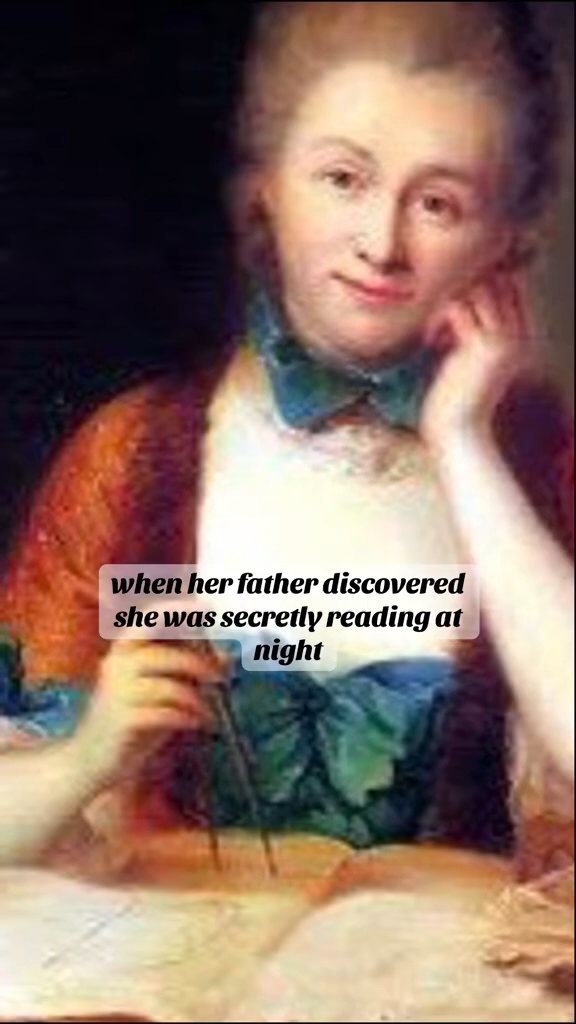 when her father discovered
she was secretly reading at
night